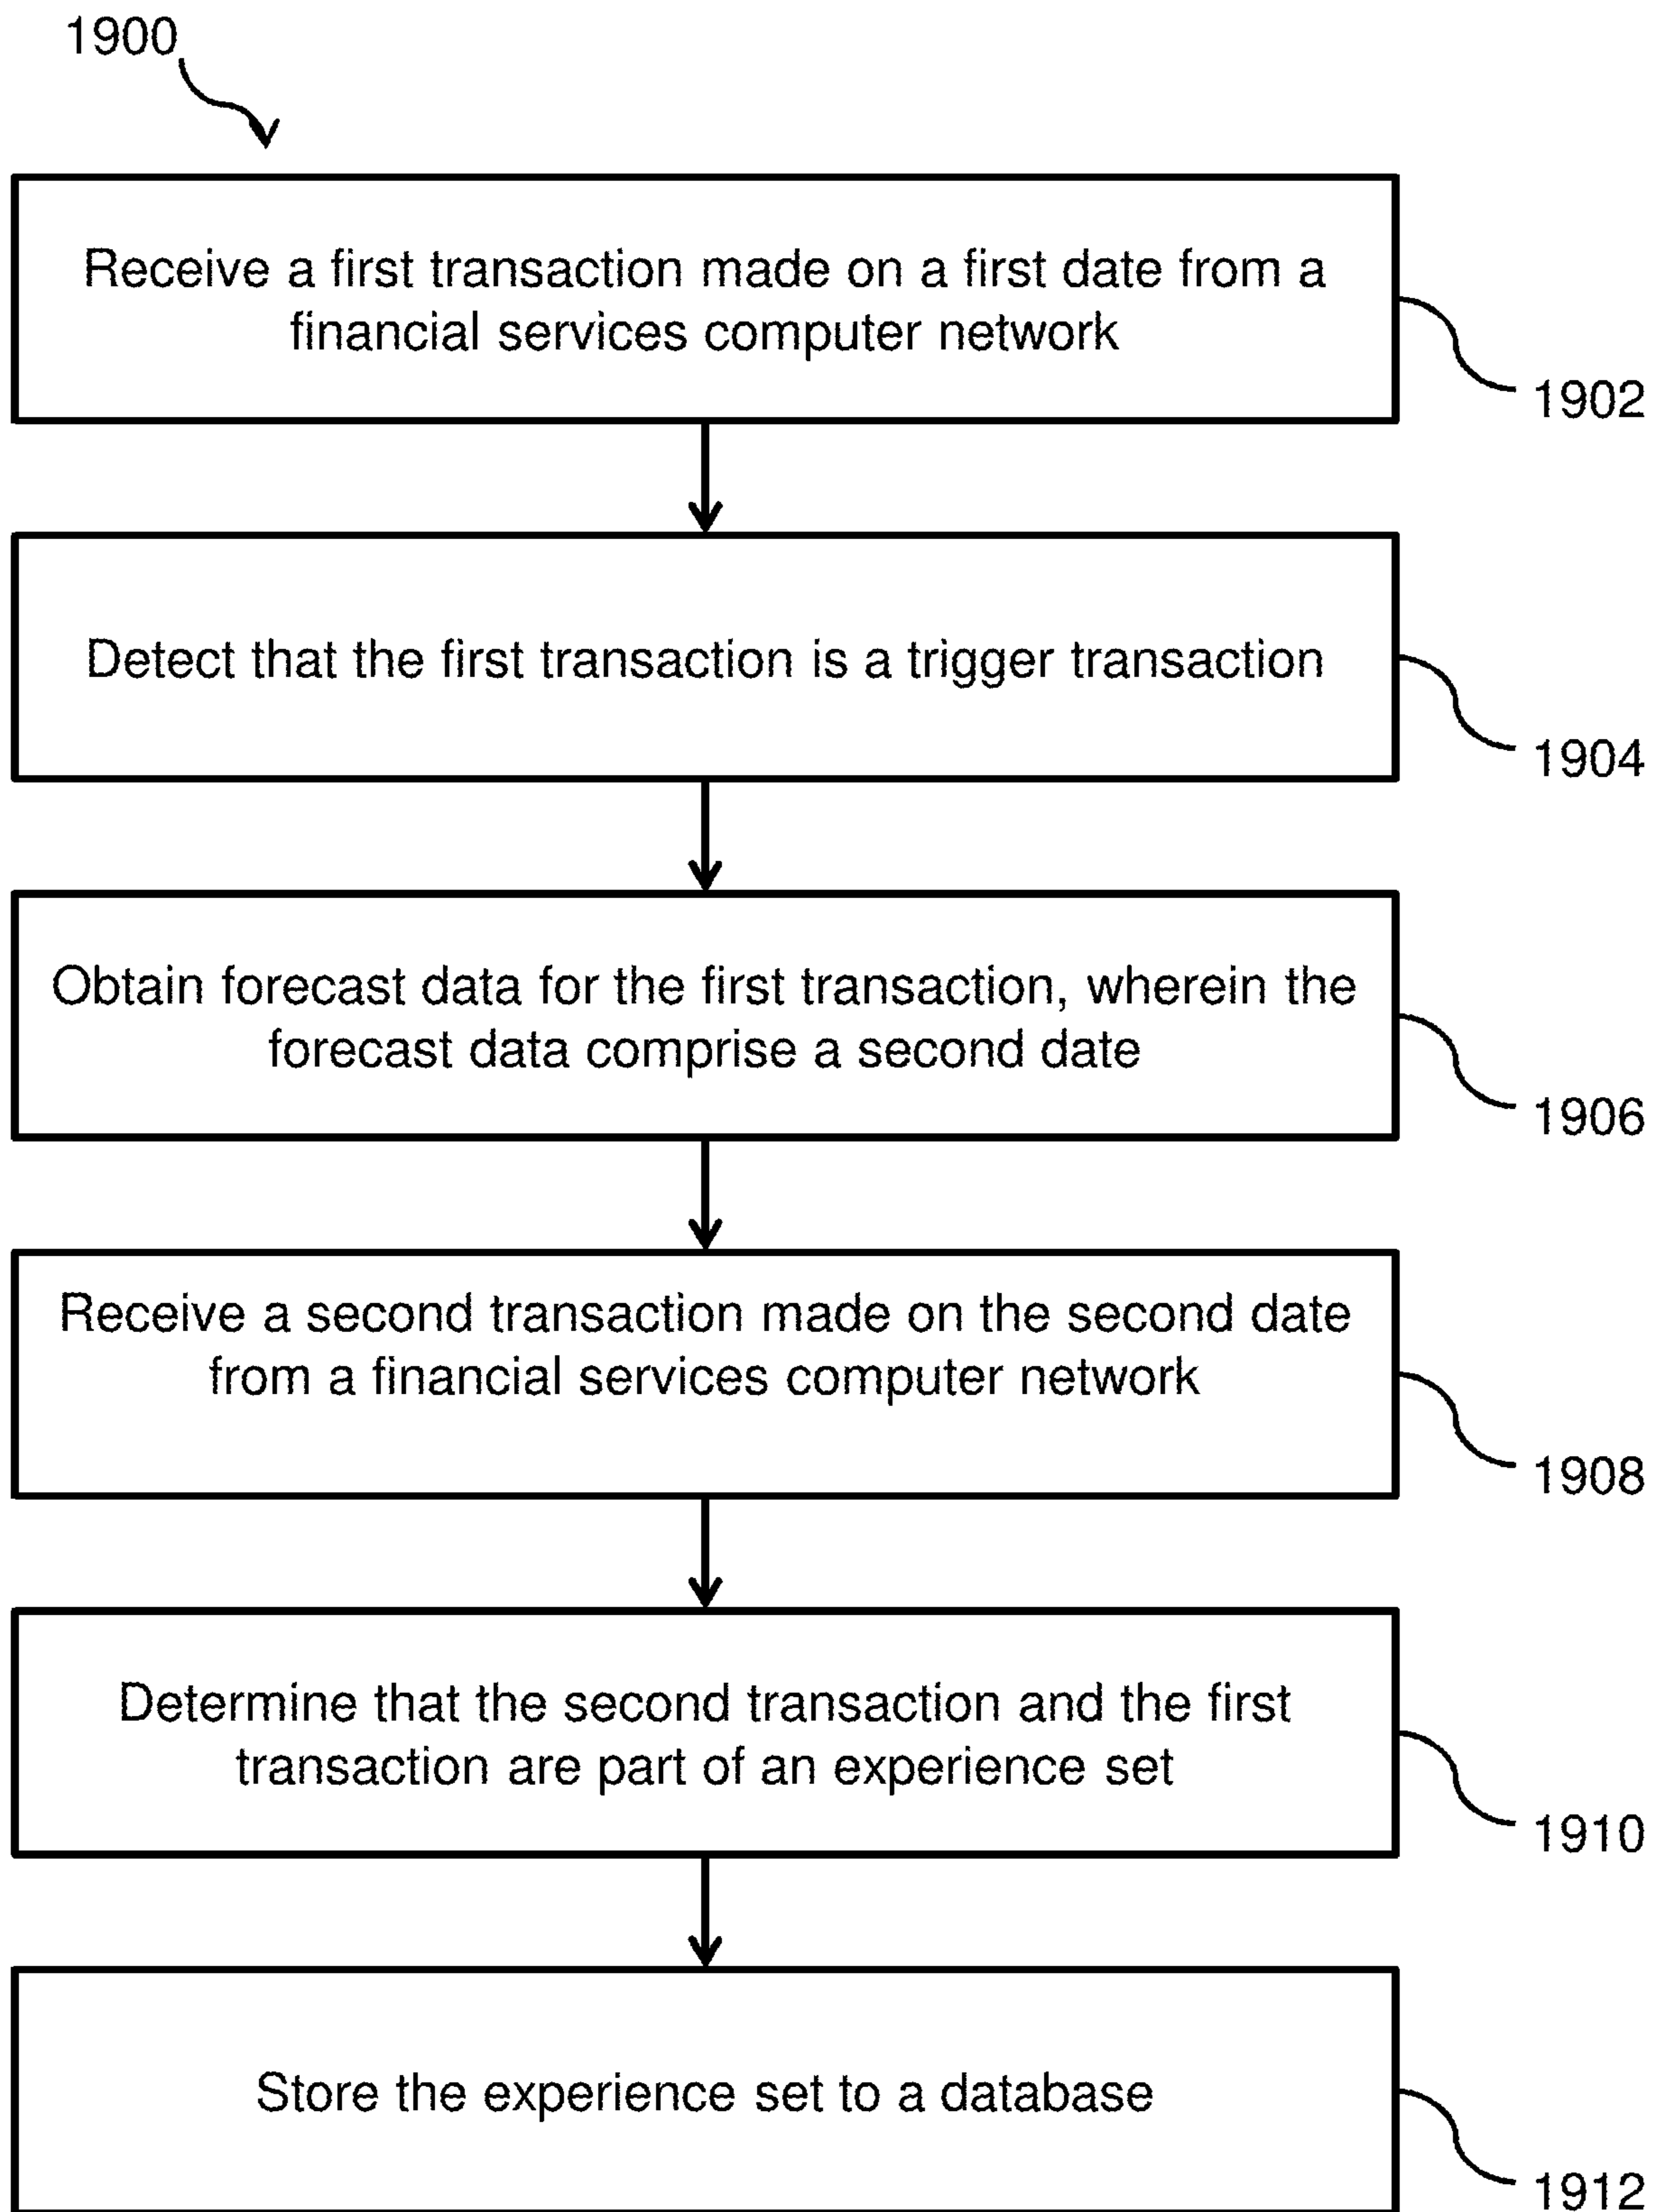 1900
Receive a first transaction made on a first date from a
financial services computer network
1902
Detect that the first transaction is a trigger transaction
1904
Obtain forecast data for the first transaction, wherein the
forecast data comprise a second date
1906
Receive a second transaction made on the second date
from a financial services computer network
1908
Determine that the second transaction and the first
transaction are part of an experience set
1910
Store the experience set to a database
1912